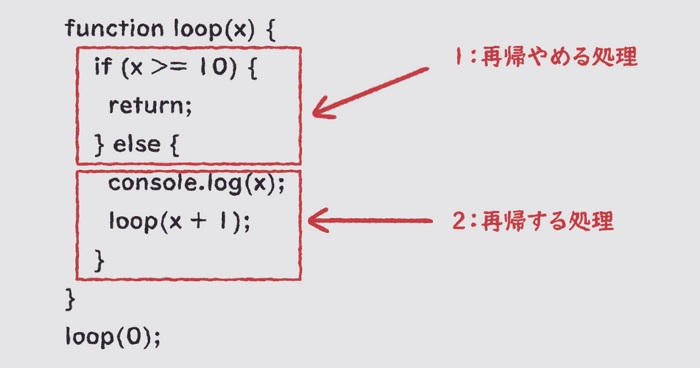 function loop(x) {
if (x >= 10) {
return;
} else {
console.log(x);
loop(x + 1);
}
}
loop(0);
1:再帰やめる処理
2:再帰する処理